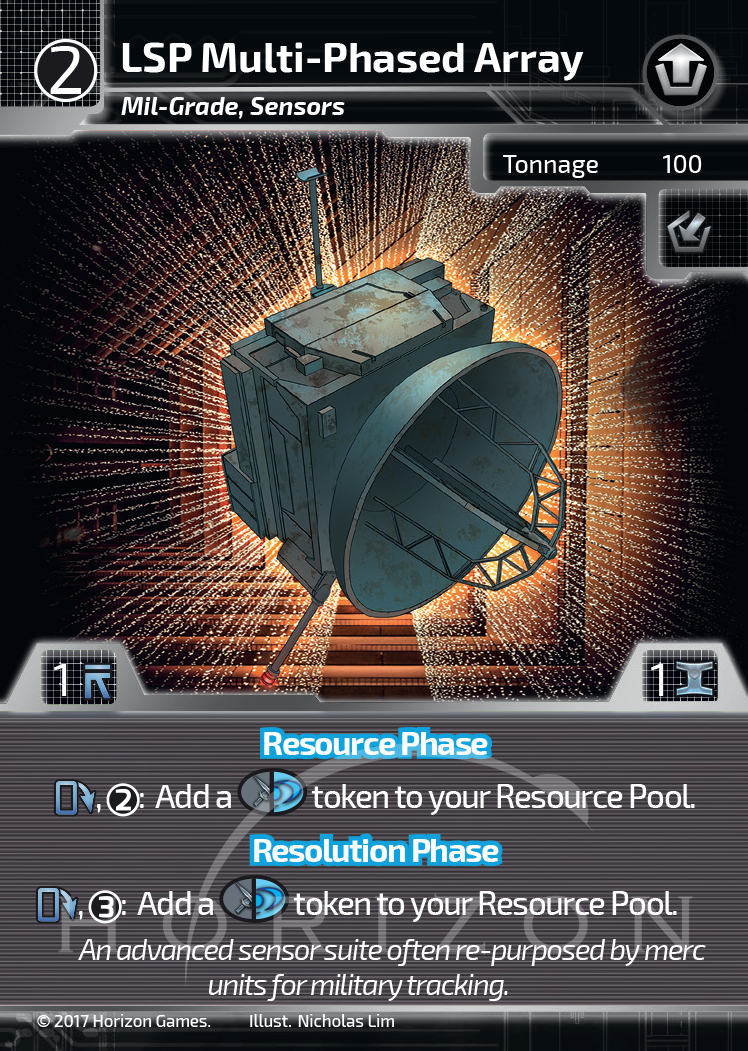 2
LSP Multi-Phased Array
Mil-Grade, Sensors
Tonnage 100
1
1
Resource Phase
, 2: Add a token to your Resource Pool.
Resolution Phase
, 3: Add a token to your Resource Pool.
HORIZON
An advanced sensor suite often re-purposed by merc
units for military tracking.
© 2017 Horizon Games. Illust. Nicholas Lim